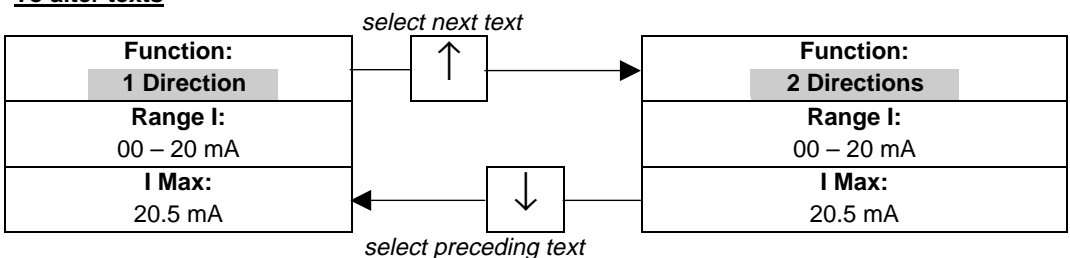 To alter texts
select next text
Function:
1 Direction
Range I:
00 – 20 mA
I Max:
20.5 mA
↑
Function:
2 Directions
Range I:
00 – 20 mA
I Max:
20.5 mA
↓
select preceding text